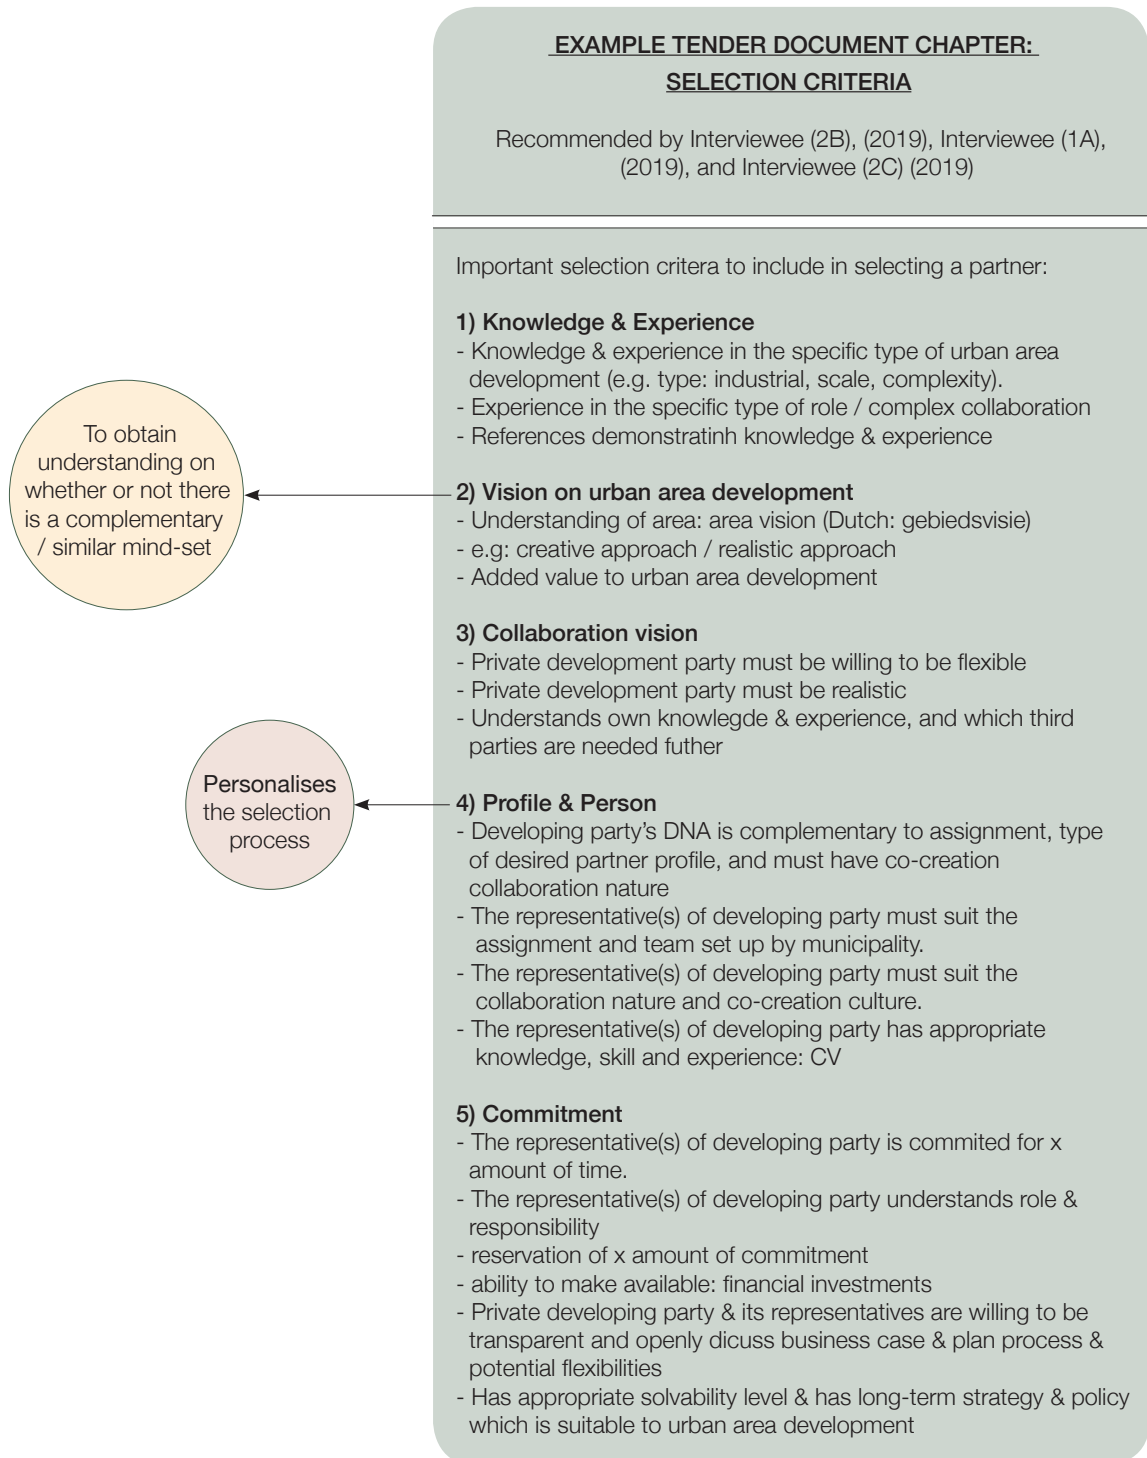 EXAMPLE TENDER DOCUMENT CHAPTER:
SELECTION CRITERIA
Recommended by Interviewee (2B), (2019), Interviewee (1A),
(2019), and Interviewee (2C) (2019)
Important selection critera to include in selecting a partner:
1) Knowledge & Experience
- Knowledge & experience in the specific type of urban area
development (e.g. type: industrial, scale, complexity).
- Experience in the specific type of role / complex collaboration
- References demonstratinh knowledge & experience
To obtain
understanding on
whether or not there
is a complementary
/ similar mind-set
2) Vision on urban area development
- Understanding of area: area vision (Dutch: gebiedsvisie)
- e.g: creative approach / realistic approach
- Added value to urban area development
3) Collaboration vision
- Private development party must be willing to be flexible
- Private development party must be realistic
- Understands own knowlegde & experience, and which third
parties are needed futher
Personalises
the selection
process
4) Profile & Person
- Developing party's DNA is complementary to assignment, type
of desired partner profile, and must have co-creation
collaboration nature
- The representative(s) of developing party must suit the
assignment and team set up by municipality.
- The representative(s) of developing party must suit the
collaboration nature and co-creation culture.
- The representative(s) of developing party has appropriate
knowledge, skill and experience: CV
5) Commitment
- The representative(s) of developing party is commited for x
amount of time.
- The representative(s) of developing party understands role &
responsibility
- reservation of x amount of commitment
- ability to make available: financial investments
- Private developing party & its representatives are willing to be
transparent and openly dicuss business case & plan process &
potential flexibilities
- Has appropriate solvability level & has long-term strategy & policy
which is suitable to urban area development